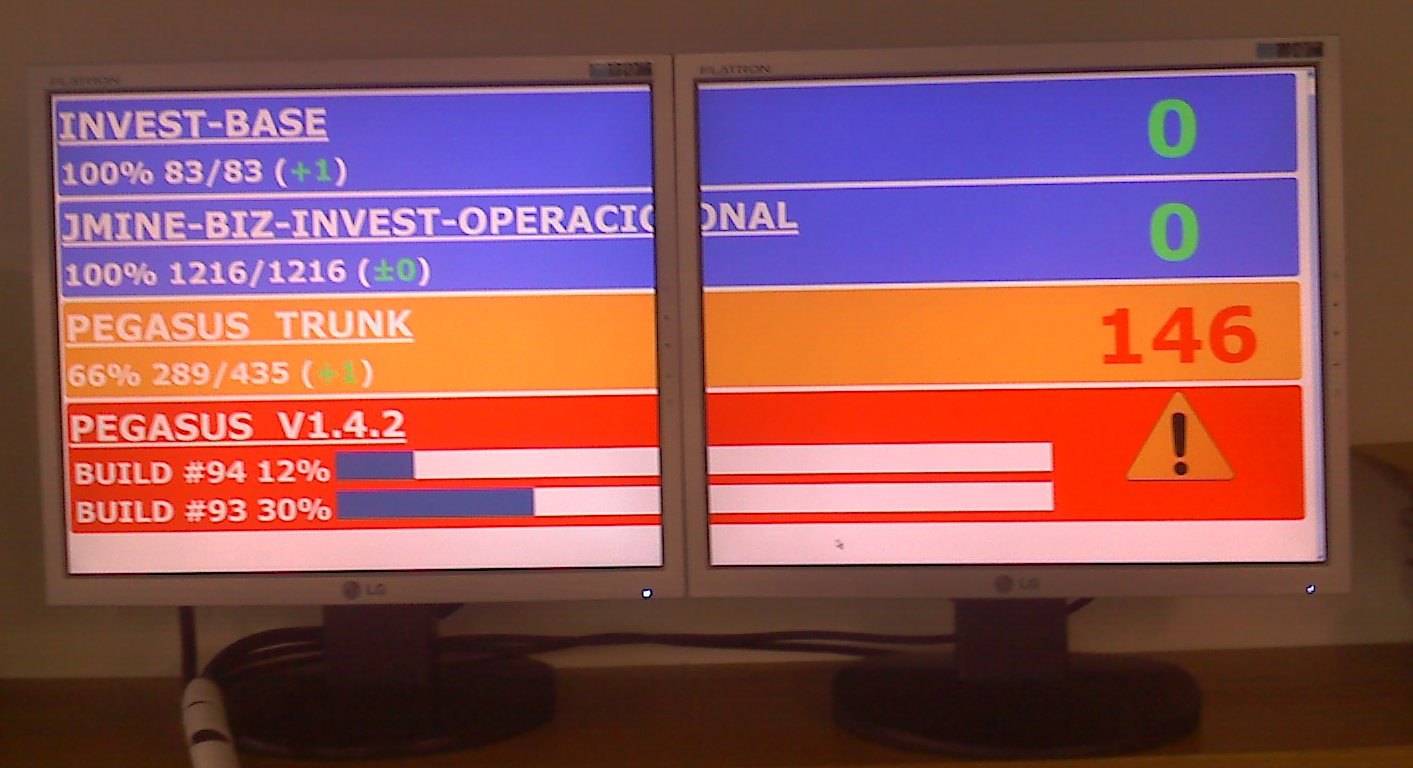 FLATRON
FLATRON
INVEST-BASE
0
100% 83/83 (+1)
JMINE-BIZ-INVEST-OPERACIONAL
0
100% 1216/1216 (±0)
PEGASUS TRUNK
146
66% 289/435 (+1)
PEGASUS V1.4.2
!
BUILD #94 12%
BUILD #93 30%
LG
LG